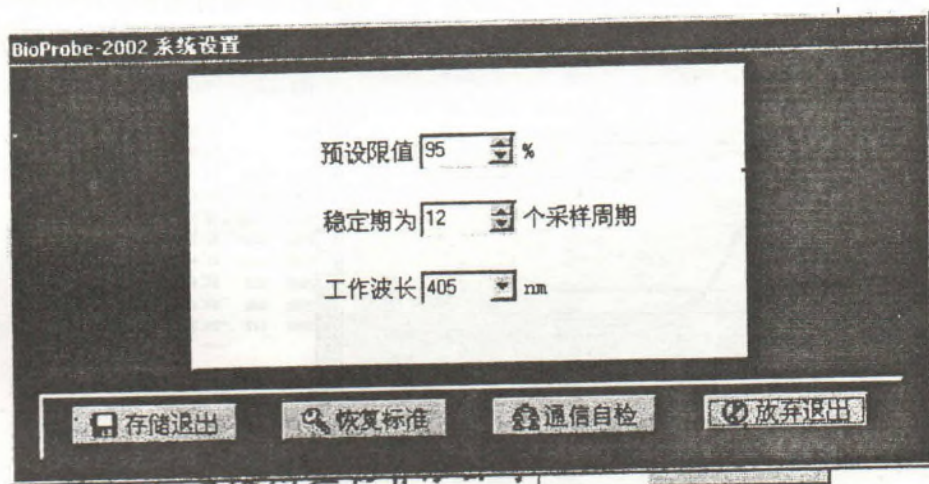 BioProbe-2002 系统设置
预设限值 95 %
稳定期为 12 个采样周期
工作波长 405 nm
存储退出 恢复标准 通信自检 放弃退出